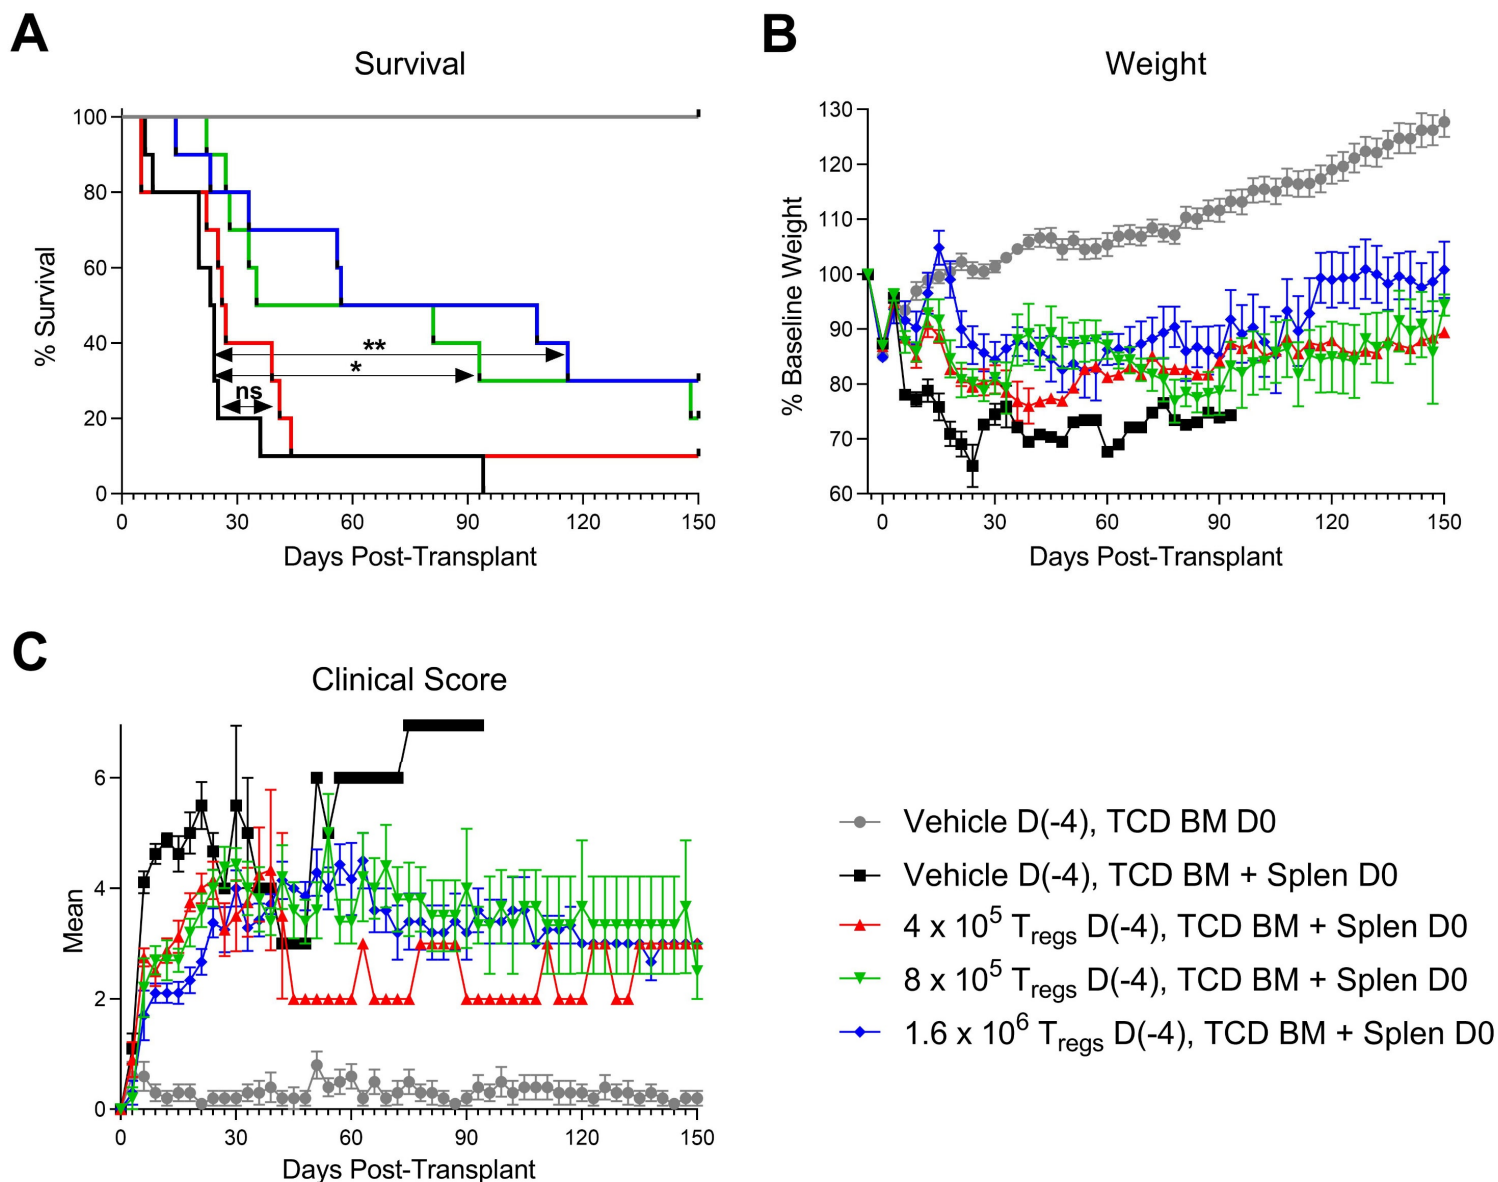 A
Survival
% Survival
100
80
60
40
20
0
**
*
ns
0 30 60 90 120 150
Days Post-Transplant
B
Weight
% Baseline Weight
130
120
110
100
90
80
70
60
0 30 60 90 120 150
Days Post-Transplant
C
Clinical Score
Mean
6
4
2
0
0 30 60 90 120 150
Days Post-Transplant
Vehicle D(-4), TCD BM D0
Vehicle D(-4), TCD BM + Splen D0
4 x 10⁵ Tregs D(-4), TCD BM + Splen D0
8 x 10⁵ Tregs D(-4), TCD BM + Splen D0
1.6 x 10⁶ Tregs D(-4), TCD BM + Splen D0